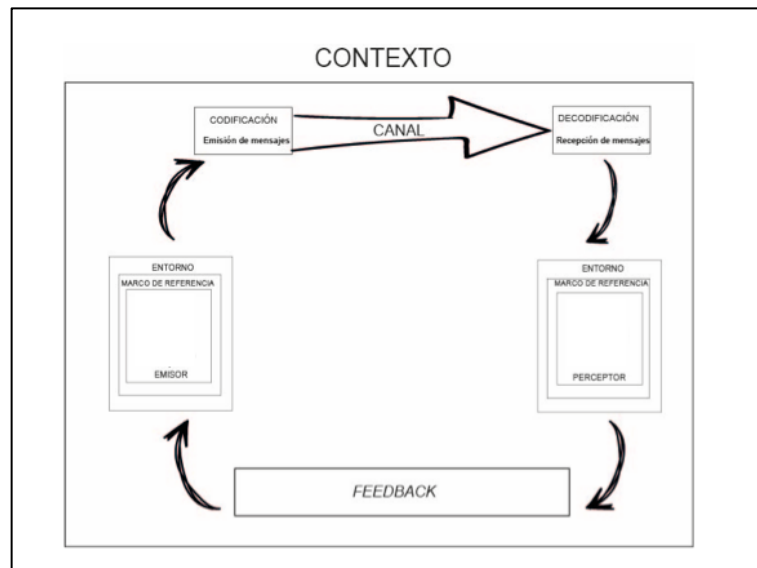 CONTEXTO
CODIFICACIÓN
Emisión de mensajes
CANAL
DECODIFICACIÓN
Recepción de mensajes
ENTORNO
MARCO DE REFERENCIA
EMISOR
ENTORNO
MARCO DE REFERENCIA
PERCEPTOR
FEEDBACK